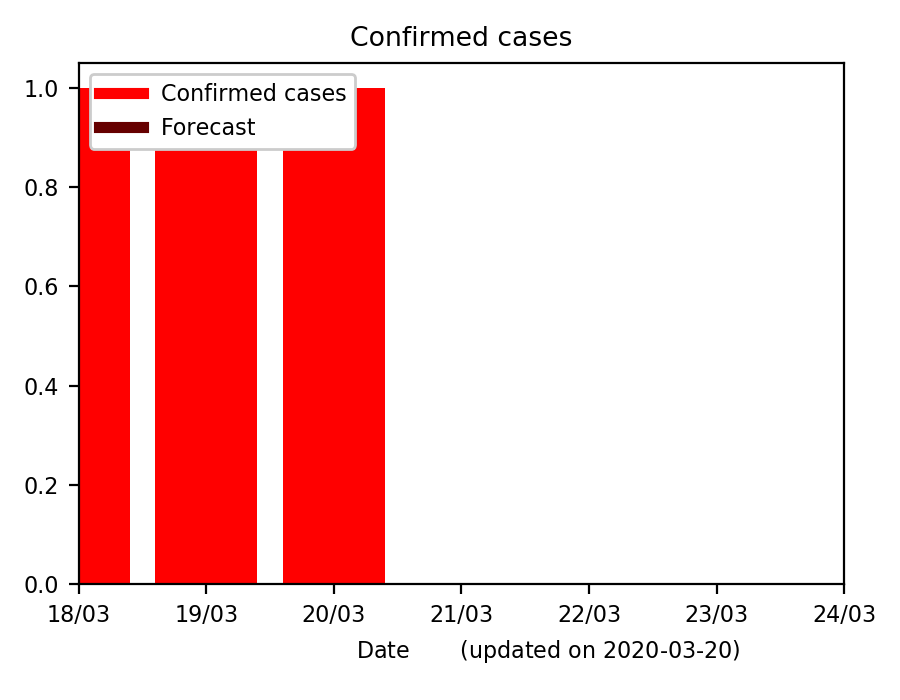 Confirmed cases
Confirmed cases
Forecast
1.0
0.8
0.6
0.4
0.2
0.0
18/03 19/03 20/03 21/03 22/03 23/03 24/03
Date (updated on 2020-03-20)